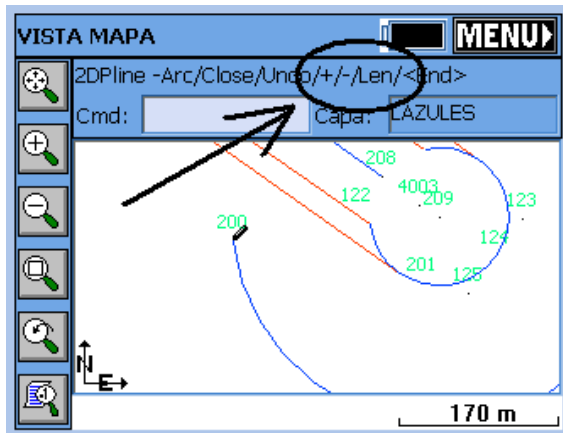 VISTA MAPA
MENU
2DPline -Arc/Close/Undo/+/-/Len/<End>
Cmd:
Capa:
LAZULES
208
122
4003
209
123
200
124
201
125
N
E
170 m